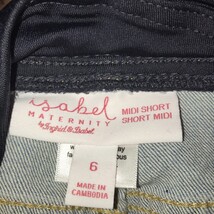 isabel
MATERNITY
by Ingrid & Isabel
MIDI SHORT
SHORT MIDI
6
MADE IN
CAMBODIA